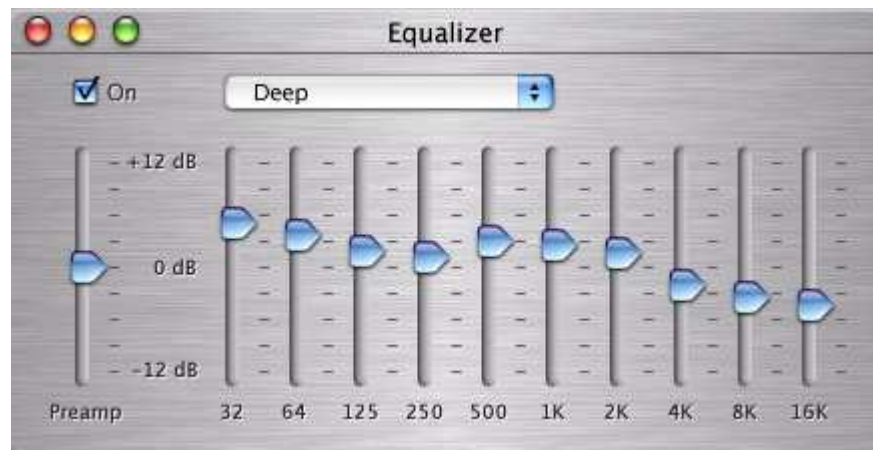 Equalizer
On
Deep
+12 dB
0 dB
-12 dB
Preamp 32 64 125 250 500 1K 2K 4K 8K 16K